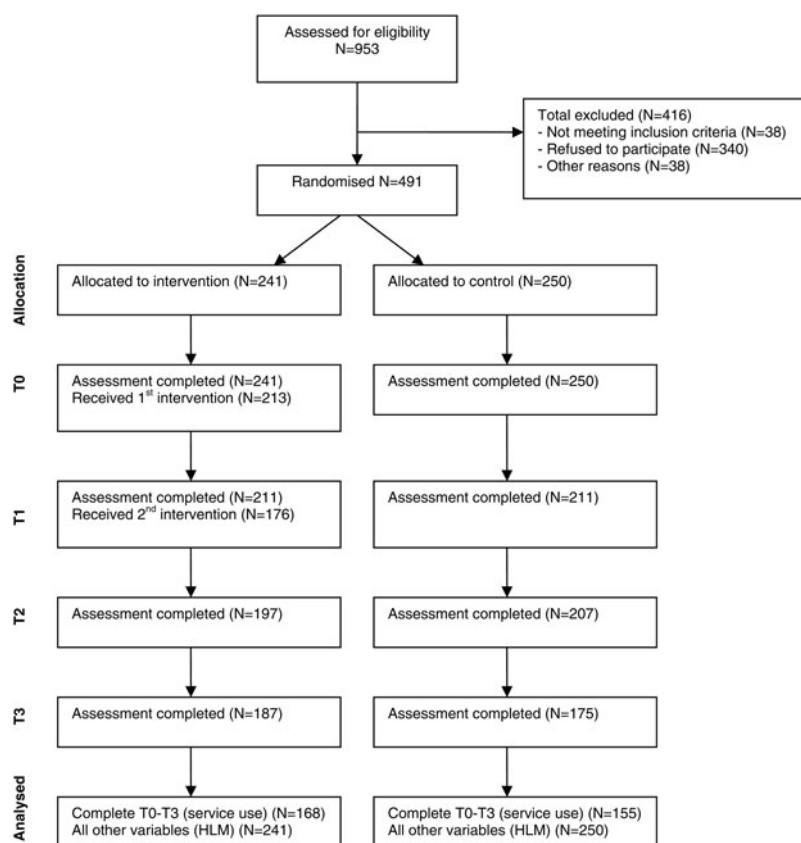 Assessed for eligibility
N=953
Total excluded (N=416)
- Not meeting inclusion criteria (N=38)
- Refused to participate (N=340)
- Other reasons (N=38)
Randomised N=491
Allocation
Allocated to intervention (N=241)
Allocated to control (N=250)
T0
Assessment completed (N=241)
Received 1st intervention (N=213)
Assessment completed (N=250)
T1
Assessment completed (N=211)
Received 2nd intervention (N=176)
Assessment completed (N=211)
T2
Assessment completed (N=197)
Assessment completed (N=207)
T3
Assessment completed (N=187)
Assessment completed (N=175)
Analysed
Complete T0-T3 (service use) (N=168)
All other variables (HLM) (N=241)
Complete T0-T3 (service use) (N=155)
All other variables (HLM) (N=250)